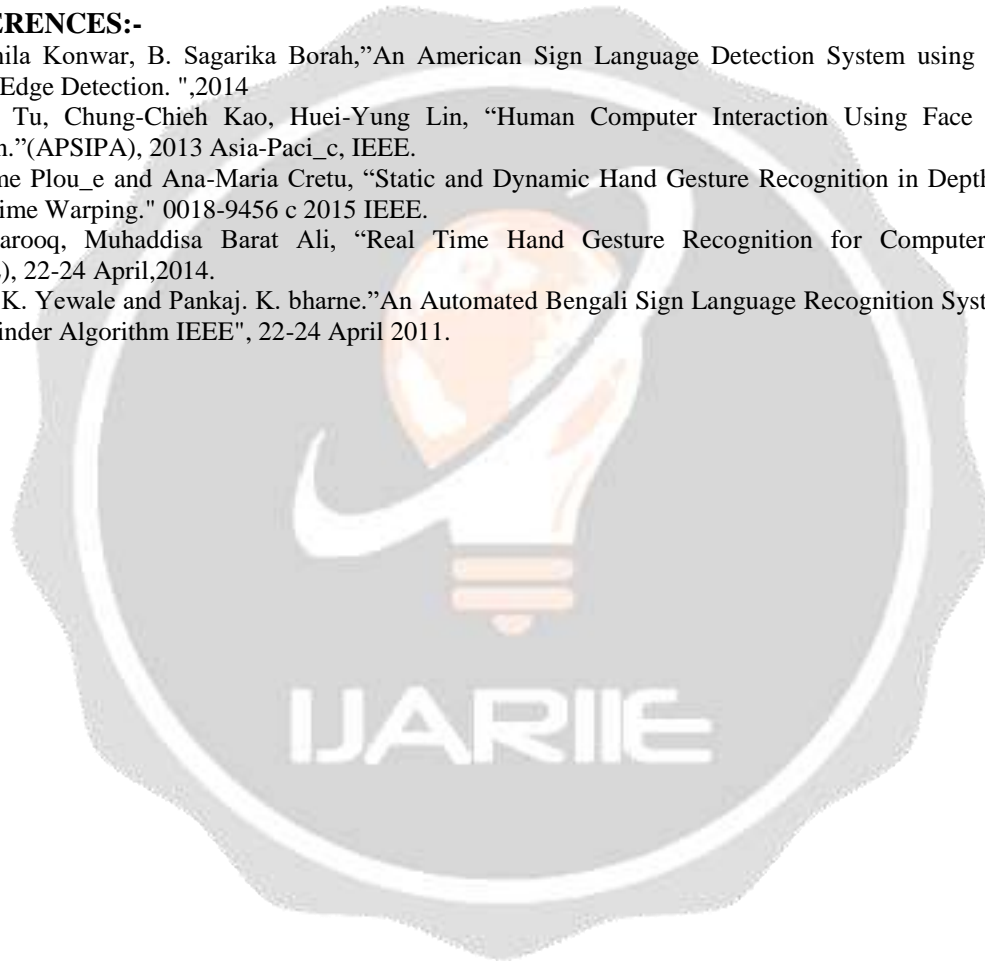 ERENCES:-
nila Konwar, B. Sagarika Borah,”An American Sign Language Detection System using
Edge Detection. ",2014
Tu, Chung-Chieh Kao, Huei-Yung Lin, “Human Computer Interaction Using Face
n.”(APSIPA), 2013 Asia-Paci_c, IEEE.
me Plou_e and Ana-Maria Cretu, “Static and Dynamic Hand Gesture Recognition in Depth
ime Warping." 0018-9456 c 2015 IEEE.
arooq, Muhaddisa Barat Ali, “Real Time Hand Gesture Recognition for Computer
), 22-24 April,2014.
K. Yewale and Pankaj. K. bharne.”An Automated Bengali Sign Language Recognition Syst
inder Algorithm IEEE", 22-24 April 2011.
IJARIIE